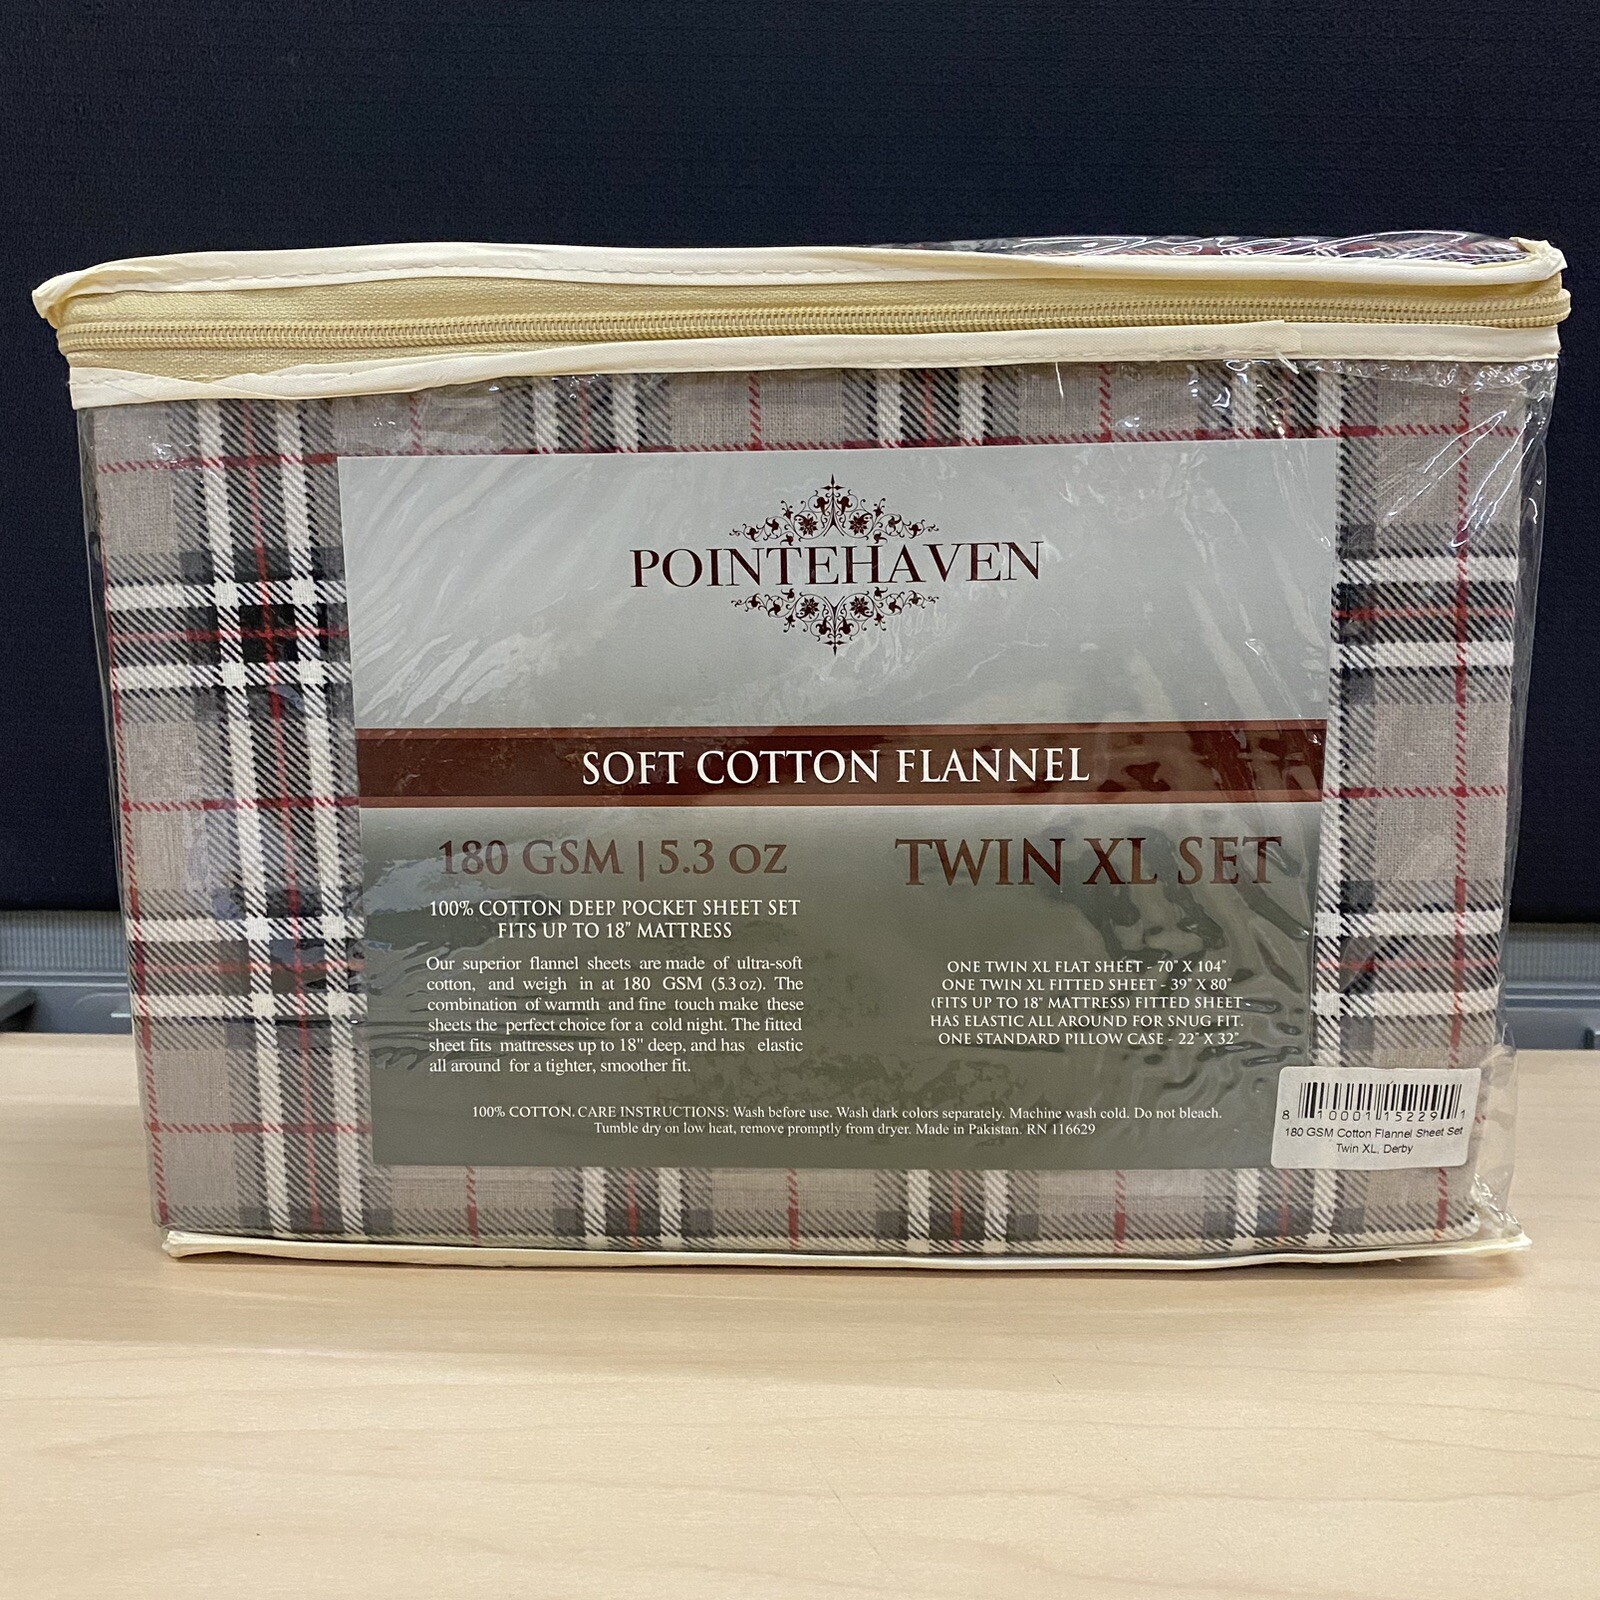 POINTEHAVEN
SOFT COTTON FLANNEL
180 GSM | 5.3 OZ
100% COTTON DEEP POCKET SHEET SET
FITS UP TO 18" MATTRESS
Our superior flannel sheets are made of ultra-soft
cotton, and weigh in at 180 GSM (5.3 oz). The
combination of warmth and fine touch make these
sheets the perfect choice for a cold night. The fitted
sheet fits mattresses up to 18" deep, and has elastic
all around for a tighter, smoother fit.
TWIN XL SET
ONE TWIN XL FLAT SHEET - 70" X 104"
ONE TWIN XL FITTED SHEET - 39" X 80"
(FITS UP TO 18" MATTRESS) FITTED SHEET -
HAS ELASTIC ALL AROUND FOR SNUG FIT.
ONE STANDARD PILLOW CASE - 22" X 32"
100% COTTON. CARE INSTRUCTIONS: Wash before use. Wash dark colors separately. Machine wash cold. Do not bleach.
Tumble dry on low heat, remove promptly from dryer. Made in Pakistan. RN 116629
8 10001 15229 1
180 GSM Cotton Flannel Sheet Set
Twin XL, Derby